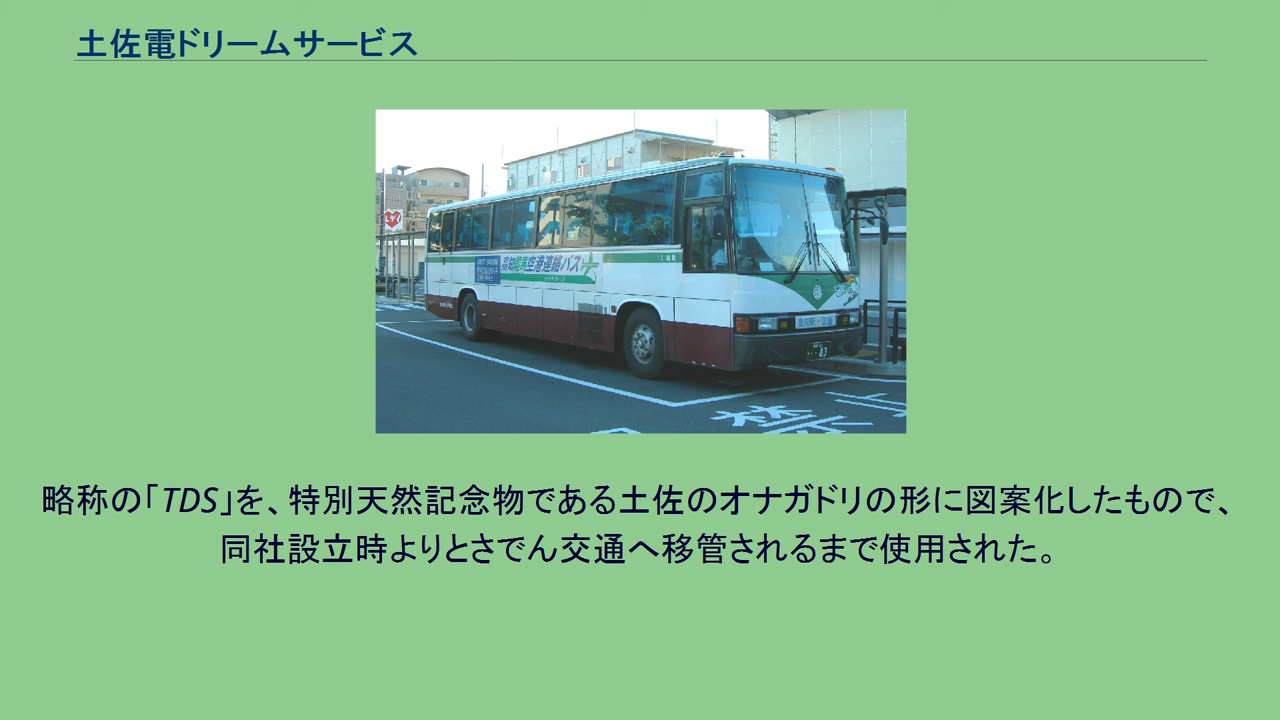 土佐電ドリームサービス
高知龍馬空港連絡バス
83
略称の「TDS」を、特別天然記念物である土佐のオナガドリの形に図案化したもので、
同社設立時よりとさでん交通へ移管されるまで使用された。